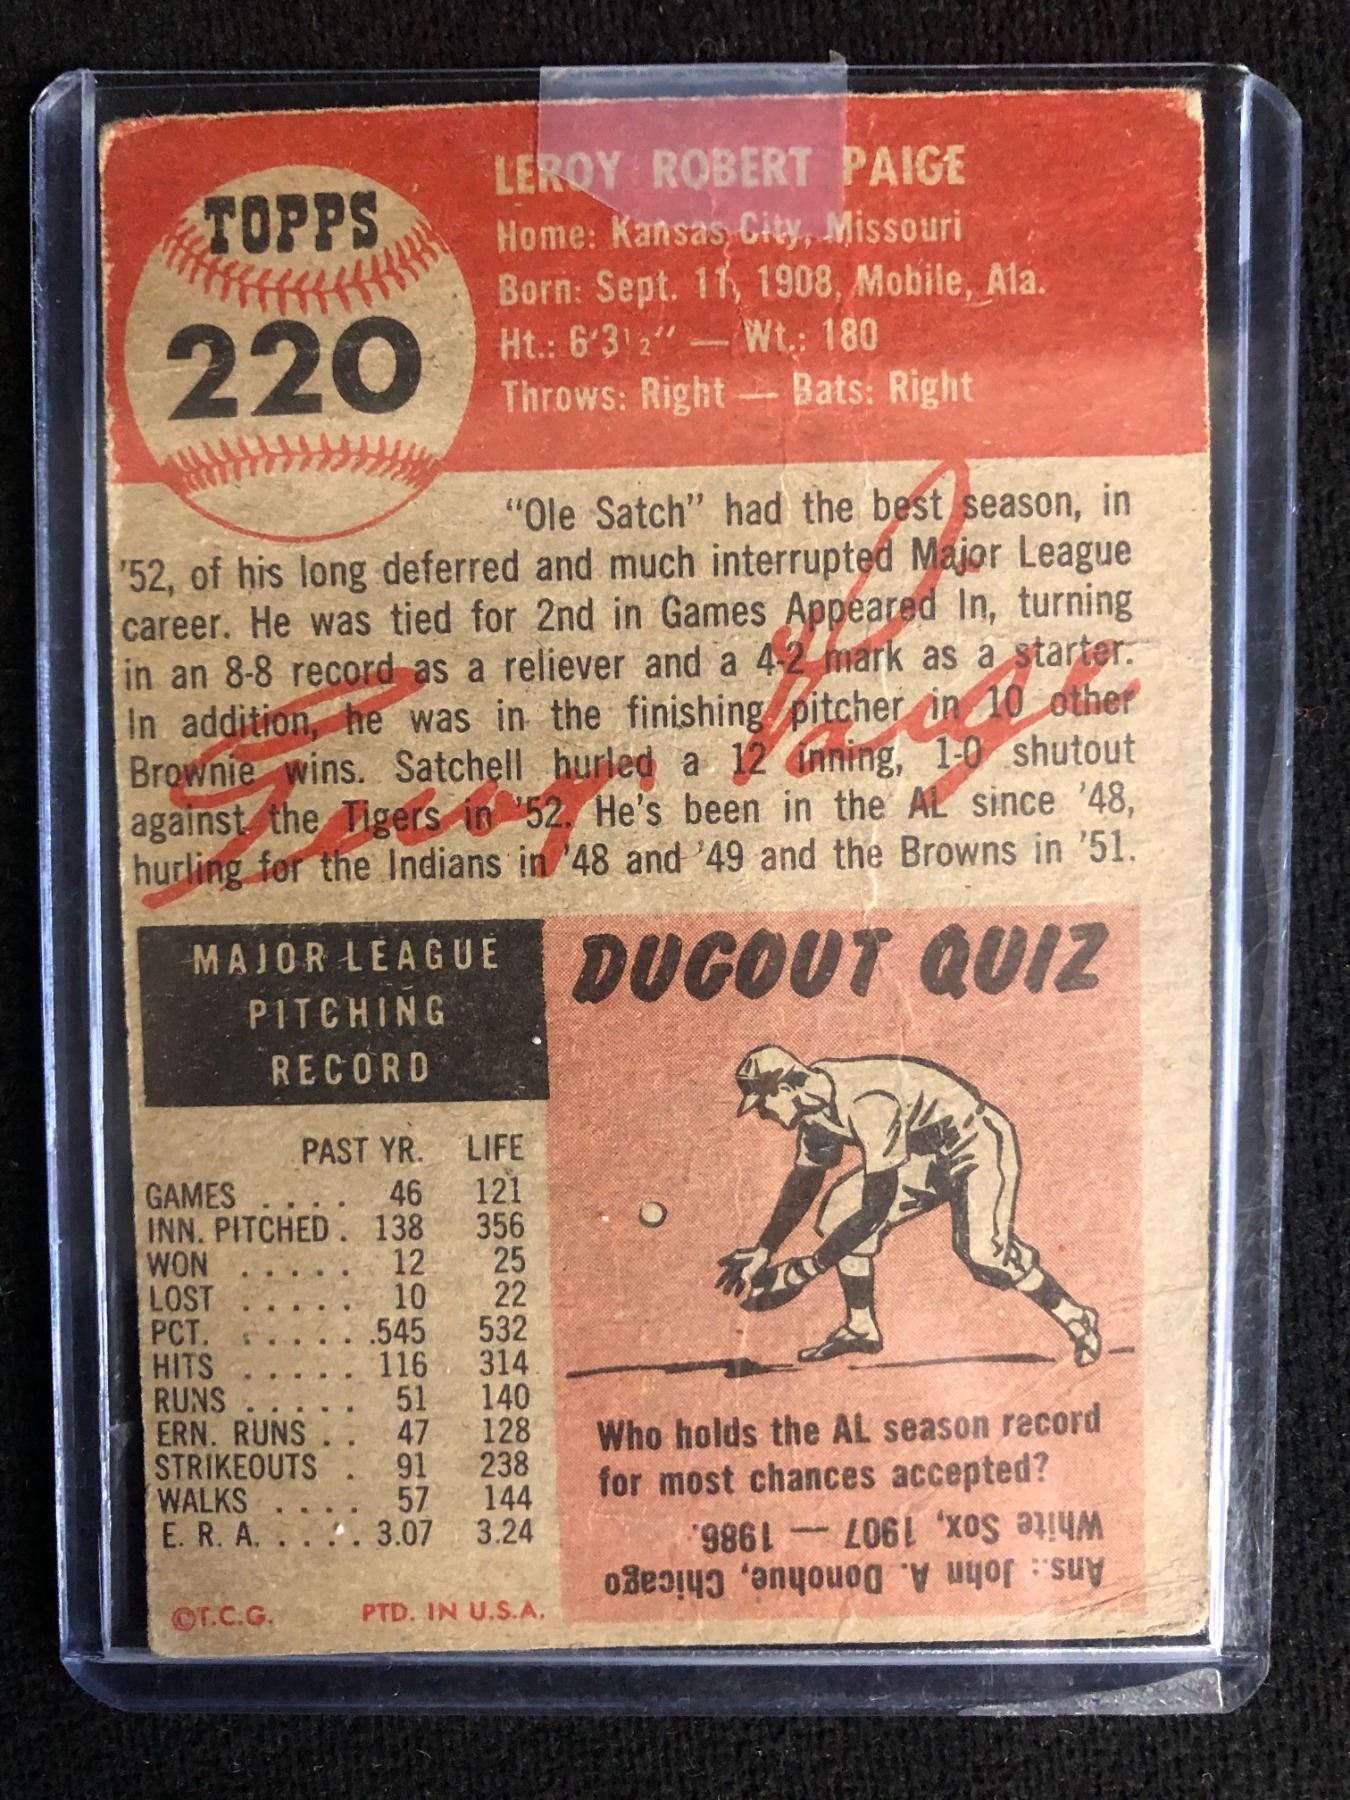 TOPPS
220
LEROY ROBERT PAIGE
Home: Kansas City, Missouri
Born: Sept. 11, 1908, Mobile, Ala.
Ht.: 6'3½" — Wt.: 180
Throws: Right — Bats: Right
"Ole Satch" had the best season, in
'52, of his long deferred and much interrupted Major League
career. He was tied for 2nd in Games Appeared In, turning
in an 8-8 record as a reliever and a 4-2 mark as a starter.
In addition, he was in the finishing pitcher in 10 other
Brownie wins. Satchell hurled a 12 inning, 1-0 shutout
against the Tigers in '52. He's been in the AL since '48,
hurling for the Indians in '48 and '49 and the Browns in '51.
Leroy Paige
MAJOR LEAGUE
PITCHING
RECORD
PAST YR. LIFE
GAMES .... 46 121
INN. PITCHED . 138 356
WON ..... 12 25
LOST ..... 10 22
PCT. ...... .545 532
HITS ..... 116 314
RUNS ..... 51 140
ERN. RUNS .. 47 128
STRIKEOUTS . 91 238
WALKS .... 57 144
E. R. A. .... 3.07 3.24
©T.C.G. PTD. IN U.S.A.
DUGOUT QUIZ
Who holds the AL season record
for most chances accepted?
Ans.: John A. Donohue, Chicago
White Sox, 1907 — 1986.